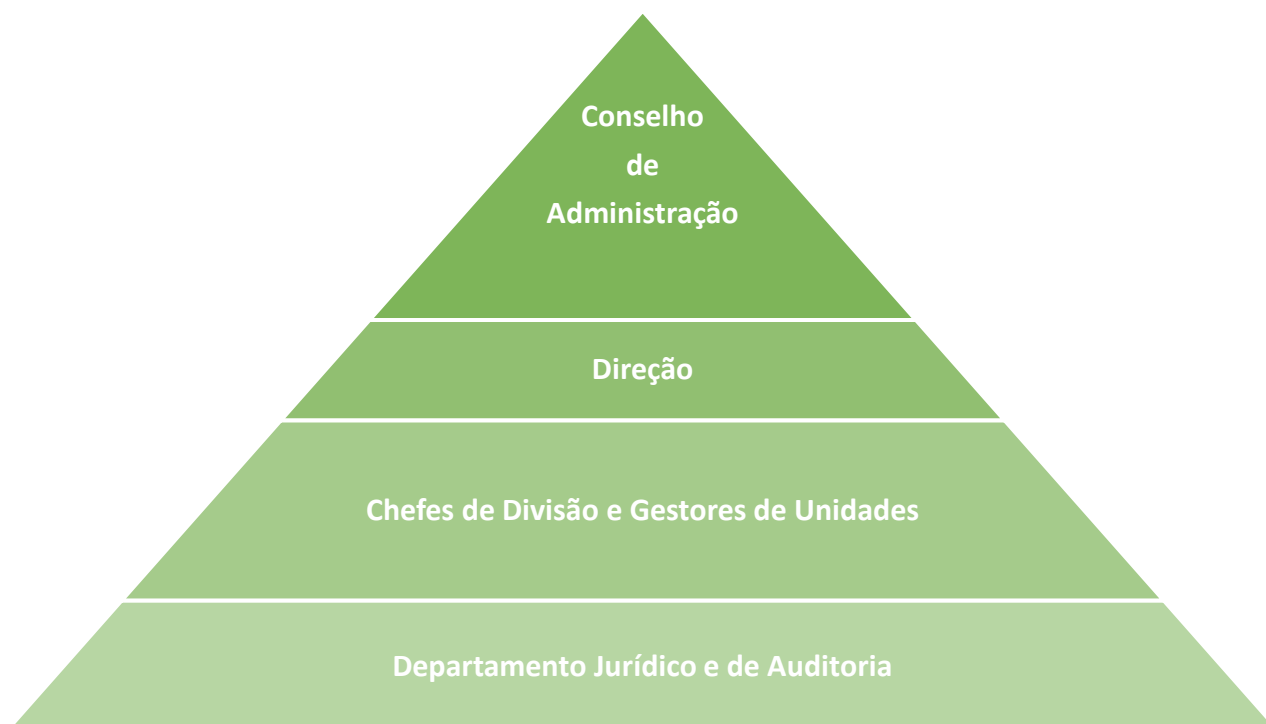 Conselho
de
Administração
Direção
Chefes de Divisão e Gestores de Unidades
Departamento Jurídico e de Auditoria